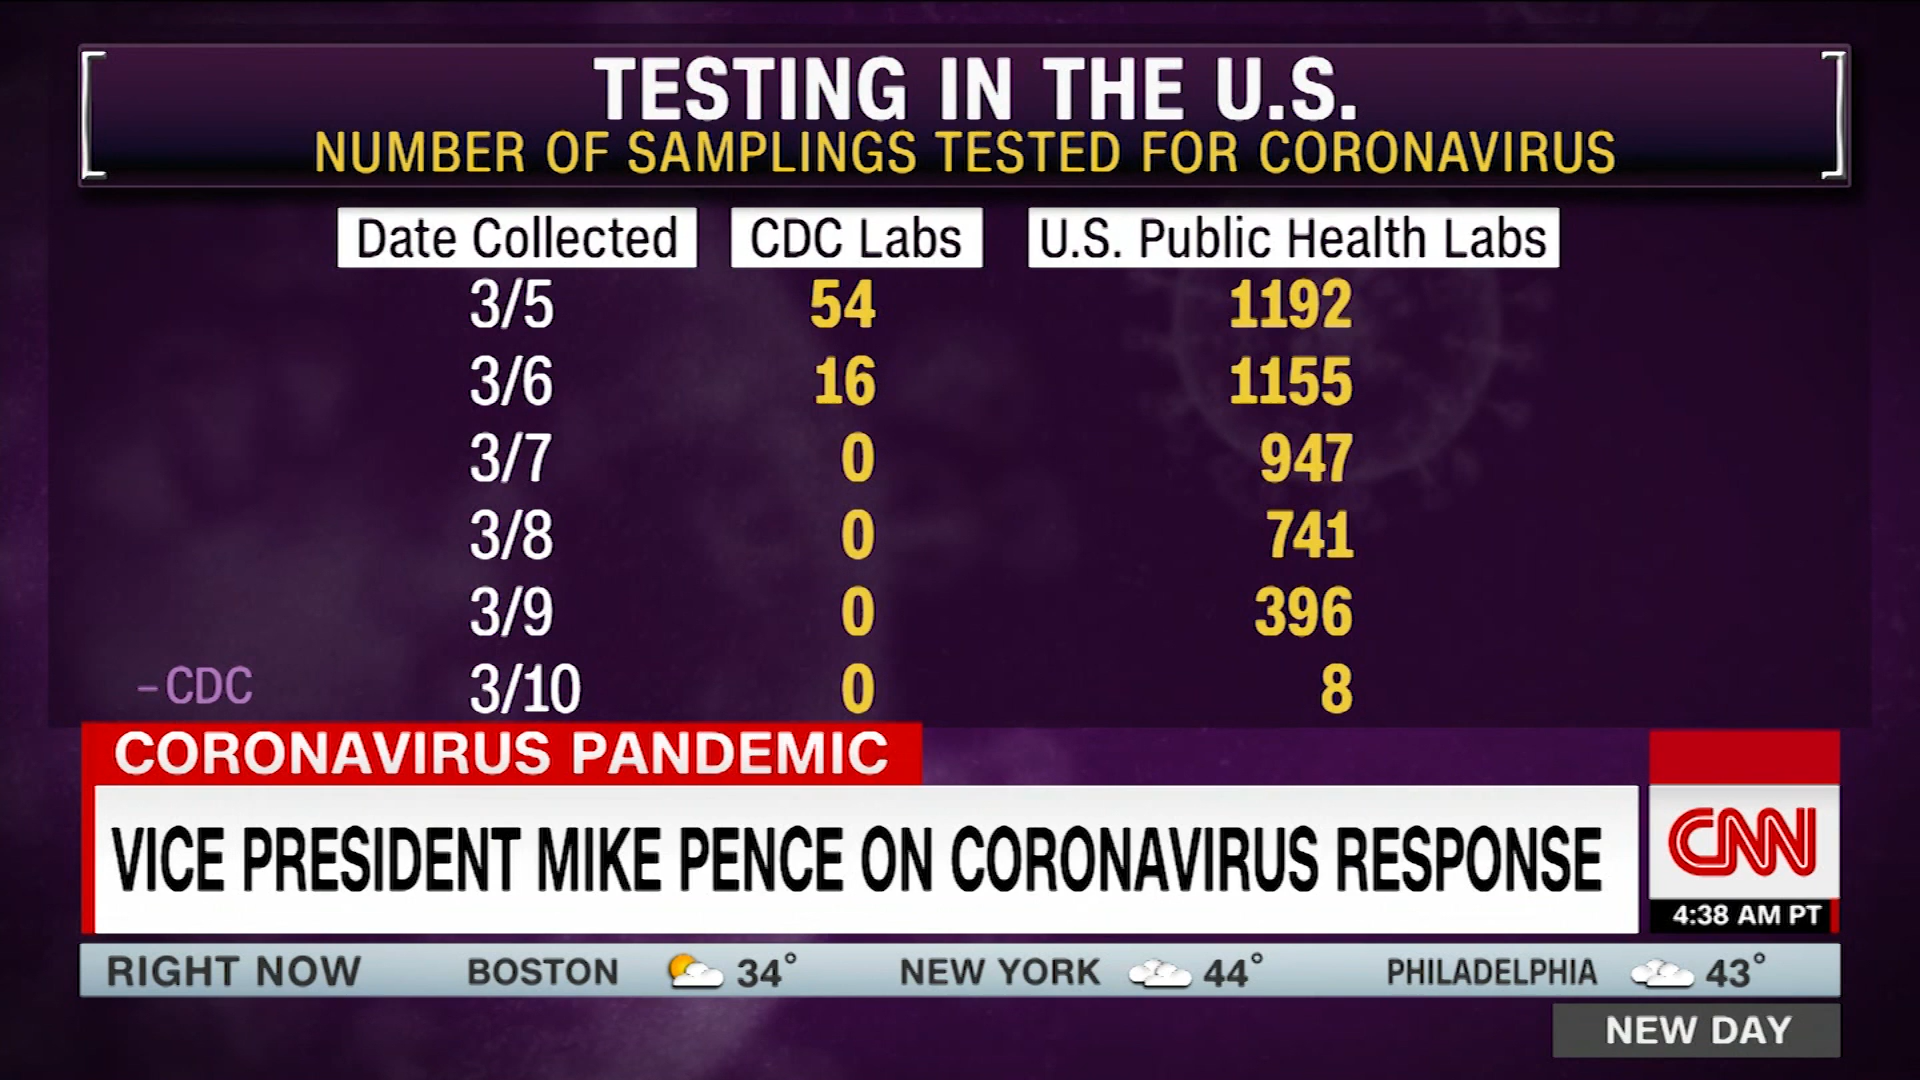 TESTING IN THE U.S.
NUMBER OF SAMPLINGS TESTED FOR CORONAVIRUS
Date Collected CDC Labs U.S. Public Health Labs
3/5 54 1192
3/6 16 1155
3/7 0 947
3/8 0 741
3/9 0 396
– CDC 3/10 0 8
CORONAVIRUS PANDEMIC
VICE PRESIDENT MIKE PENCE ON CORONAVIRUS RESPONSE
CNN
4:38 AM PT
RIGHT NOW BOSTON 34° NEW YORK 44° PHILADELPHIA 43°
NEW DAY